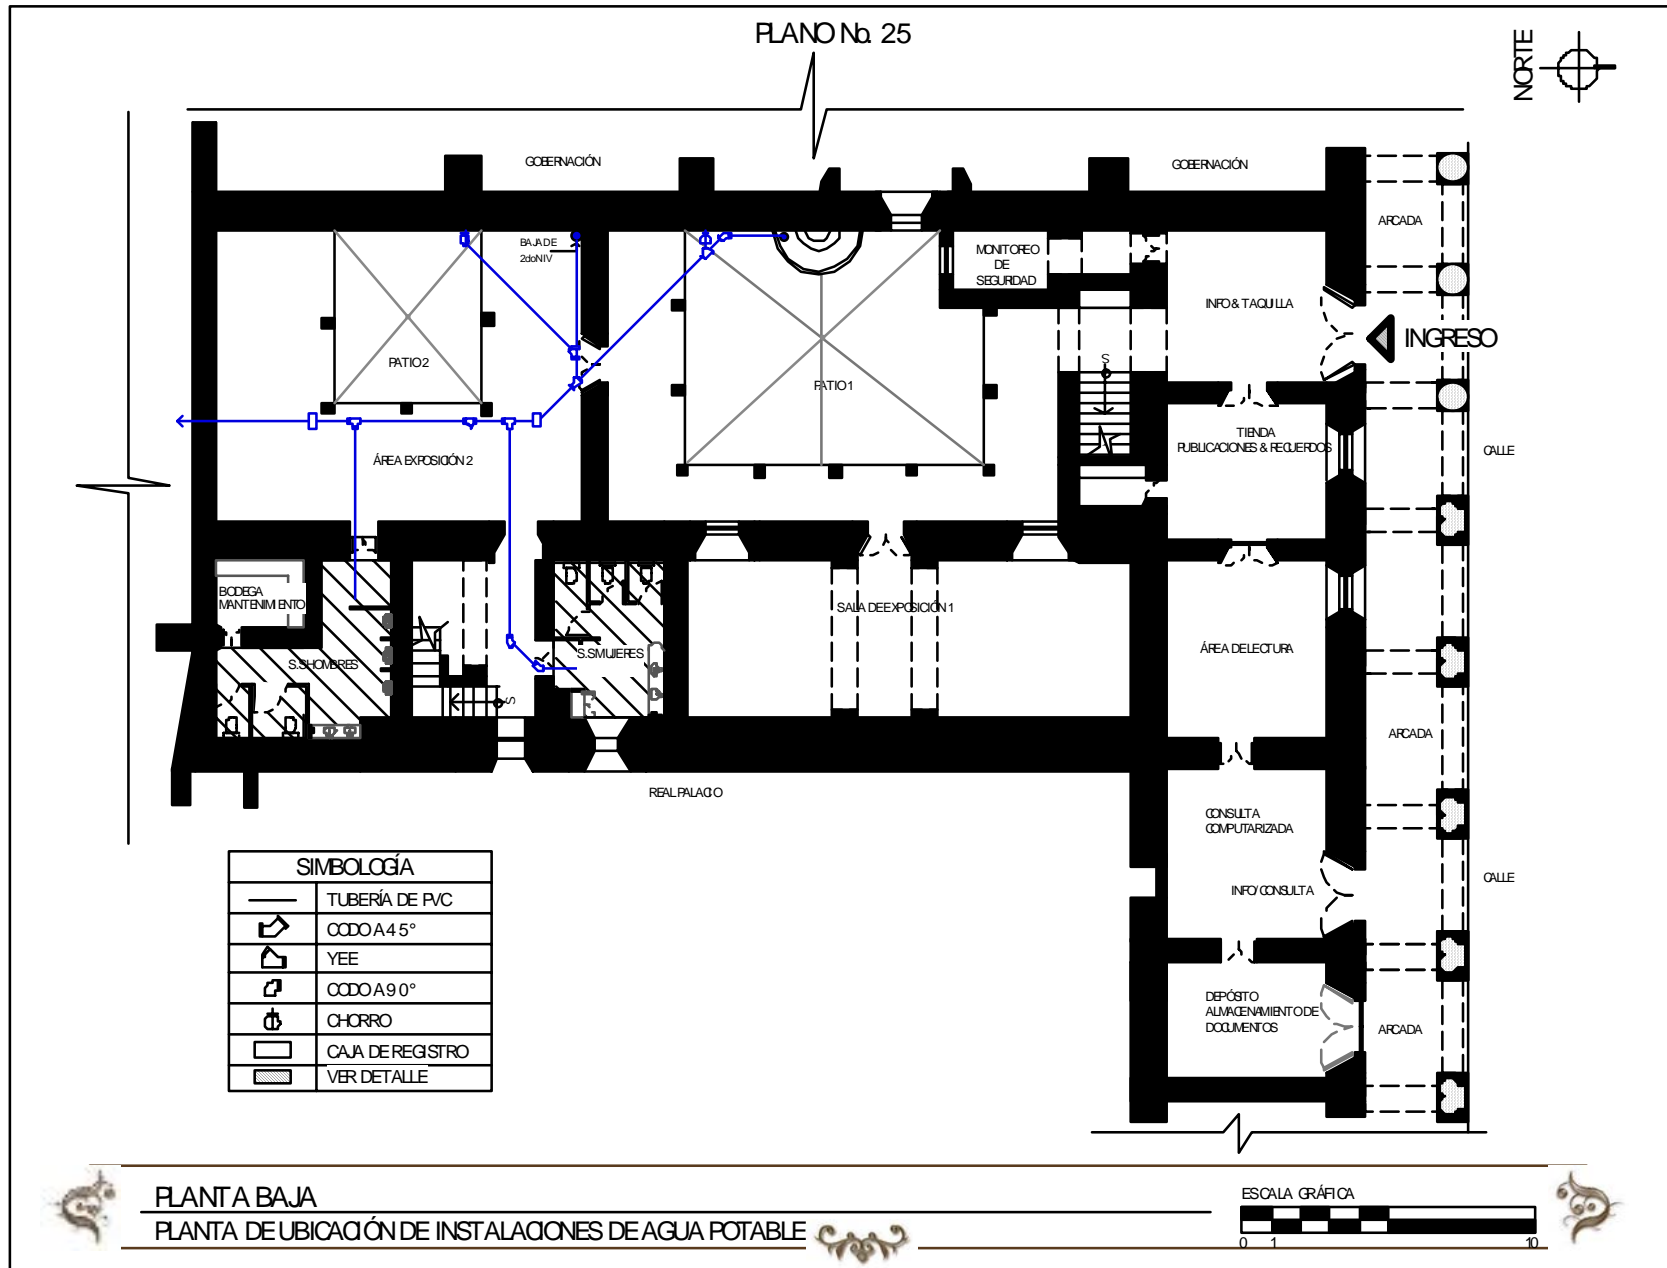 PLANO No. 25
NORTE
GOBERNACIÓN
GOBERNACIÓN
ARCADA
BAJA DE
2do NIV
MONITOREO
DE
SEGURIDAD
INFO & TAQUILLA
INGRESO
PATIO 2
PATIO 1
TIENDA
PUBLICACIONES & RECUERDOS
CALLE
ÁREA EXPOSICIÓN 2
S
BODEGA
MANTENIMIENTO
SALA DE EXPOSICIÓN 1
S.S HOMBRES
S.S MUJERES
ÁREA DE LECTURA
S
ARCADA
REAL PALACIO
CONSULTA
COMPUTARIZADA
INFO/CONSULTA
CALLE
SIMBOLOGÍA
TUBERÍA DE PVC
CODO A 45°
YEE
CODO A 90°
CHORRO
CAJA DE REGISTRO
VER DETALLE
DEPÓSITO
ALMACENAMIENTO DE
DOCUMENTOS
ARCADA
PLANTA BAJA
PLANTA DE UBICACIÓN DE INSTALACIONES DE AGUA POTABLE
ESCALA GRÁFICA
0 1 10